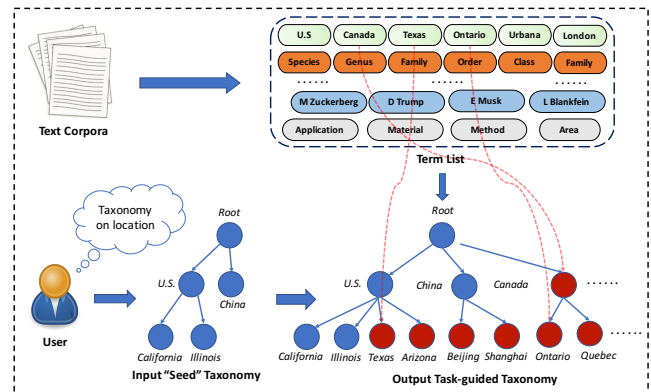 U.S Canada Texas Ontario Urbana London
Species Genus Family Order Class Family
...... ...... ......
M Zuckerberg D Trump E Musk L Blankfein
Application Material Method Area
Text Corpora
Term List
Taxonomy
on location
Root
Root
U.S.
China
U.S.
China
Canada
......
User
California Illinois
California Illinois Texas Arizona Beijing Shanghai Ontario Quebec
......
Input “Seed” Taxonomy
Output Task-guided Taxonomy